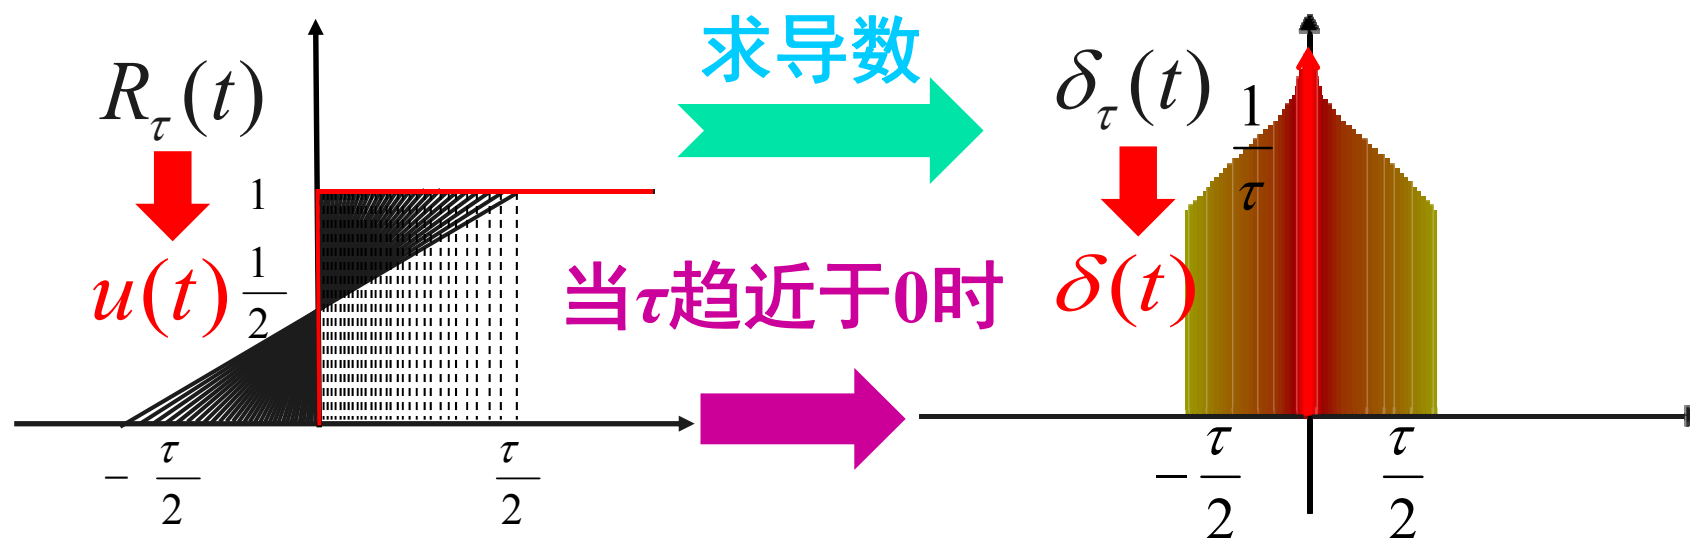 R_τ(t)
u(t)
1
1/2
-τ/2
τ/2
求导数
当τ趋近于0时
δ_τ(t)
δ(t)
1/τ
-τ/2
τ/2